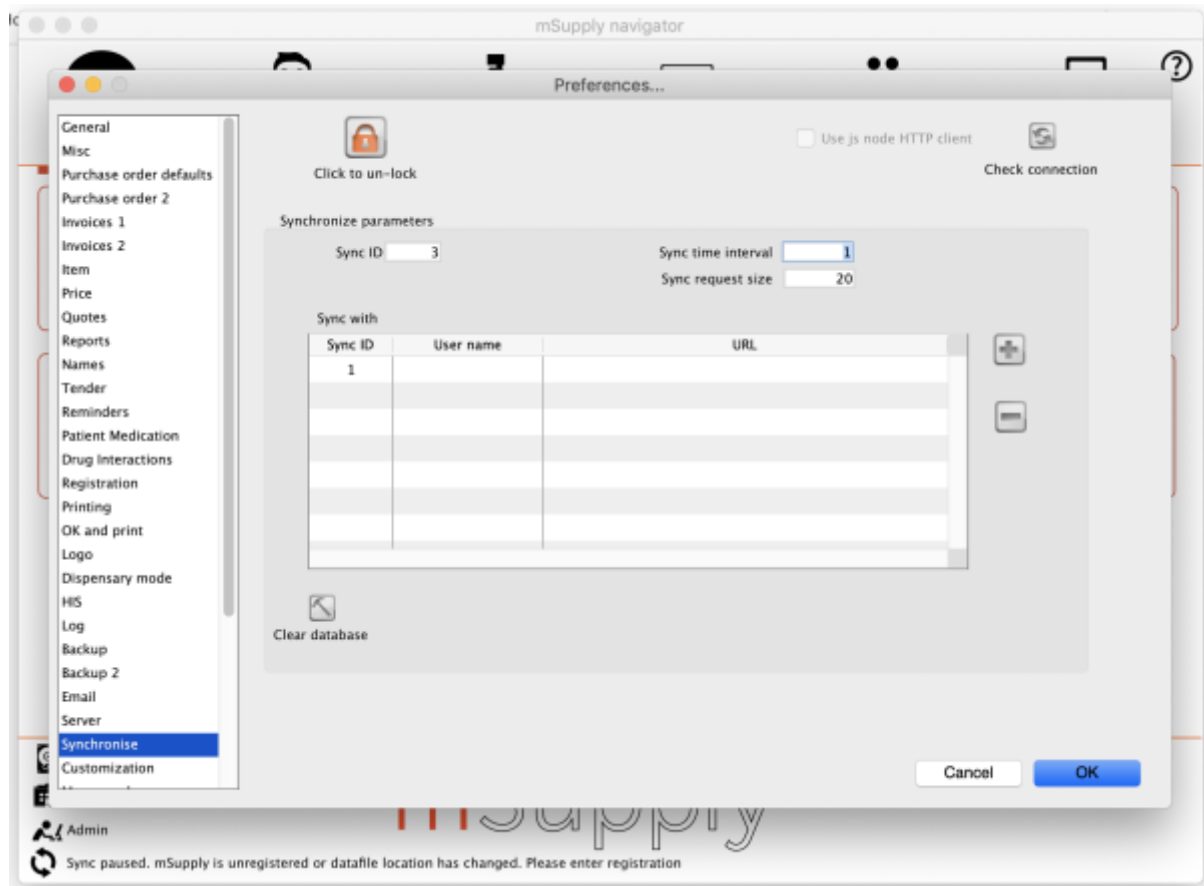 mSupply navigator
?
Preferences...
General
Misc
Purchase order defaults
Purchase order 2
Invoices 1
Invoices 2
Item
Price
Quotes
Reports
Names
Tender
Reminders
Patient Medication
Drug Interactions
Registration
Printing
OK and print
Logo
Dispensary mode
HIS
Log
Backup
Backup 2
Email
Server
Synchronise
Customization
Click to un-lock
Use js node HTTP client
Check connection
Synchronize parameters
Sync ID 3
Sync time interval 1
Sync request size 20
Sync with
Sync ID User name URL
1
Clear database
Cancel OK
mSupply
Admin
Sync paused. mSupply is unregistered or datafile location has changed. Please enter registration